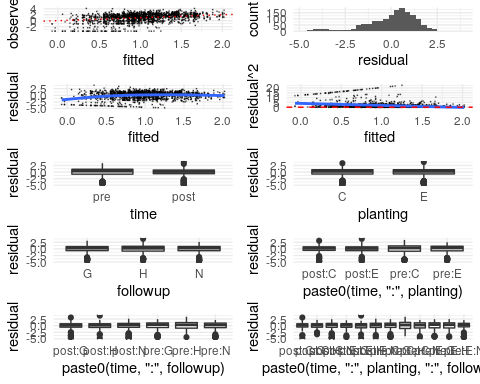 observe
4
2
0
0.0 0.5 1.0 1.5 2.0
fitted
count
150
100
50
0
-5.0 -2.5 0.0 2.5
residual
residual
2.5
0.0
-2.5
-5.0
0.0 0.5 1.0 1.5 2.0
fitted
residual^2
20
15
10
5
0
0.0 0.5 1.0 1.5 2.0
fitted
residual
2.5
0.0
-2.5
-5.0
pre post
time
residual
2.5
0.0
-2.5
-5.0
C E
planting
residual
2.5
0.0
-2.5
-5.0
G H N
followup
residual
2.5
0.0
-2.5
-5.0
post:C post:E pre:C pre:E
paste0(time, ":", planting)
residual
2.5
0.0
-2.5
-5.0
post:G post:H post:N pre:G pre:H pre:N
paste0(time, ":", followup)
residual
2.5
0.0
-2.5
-5.0
paste0(time, ":", planting, ":", follow